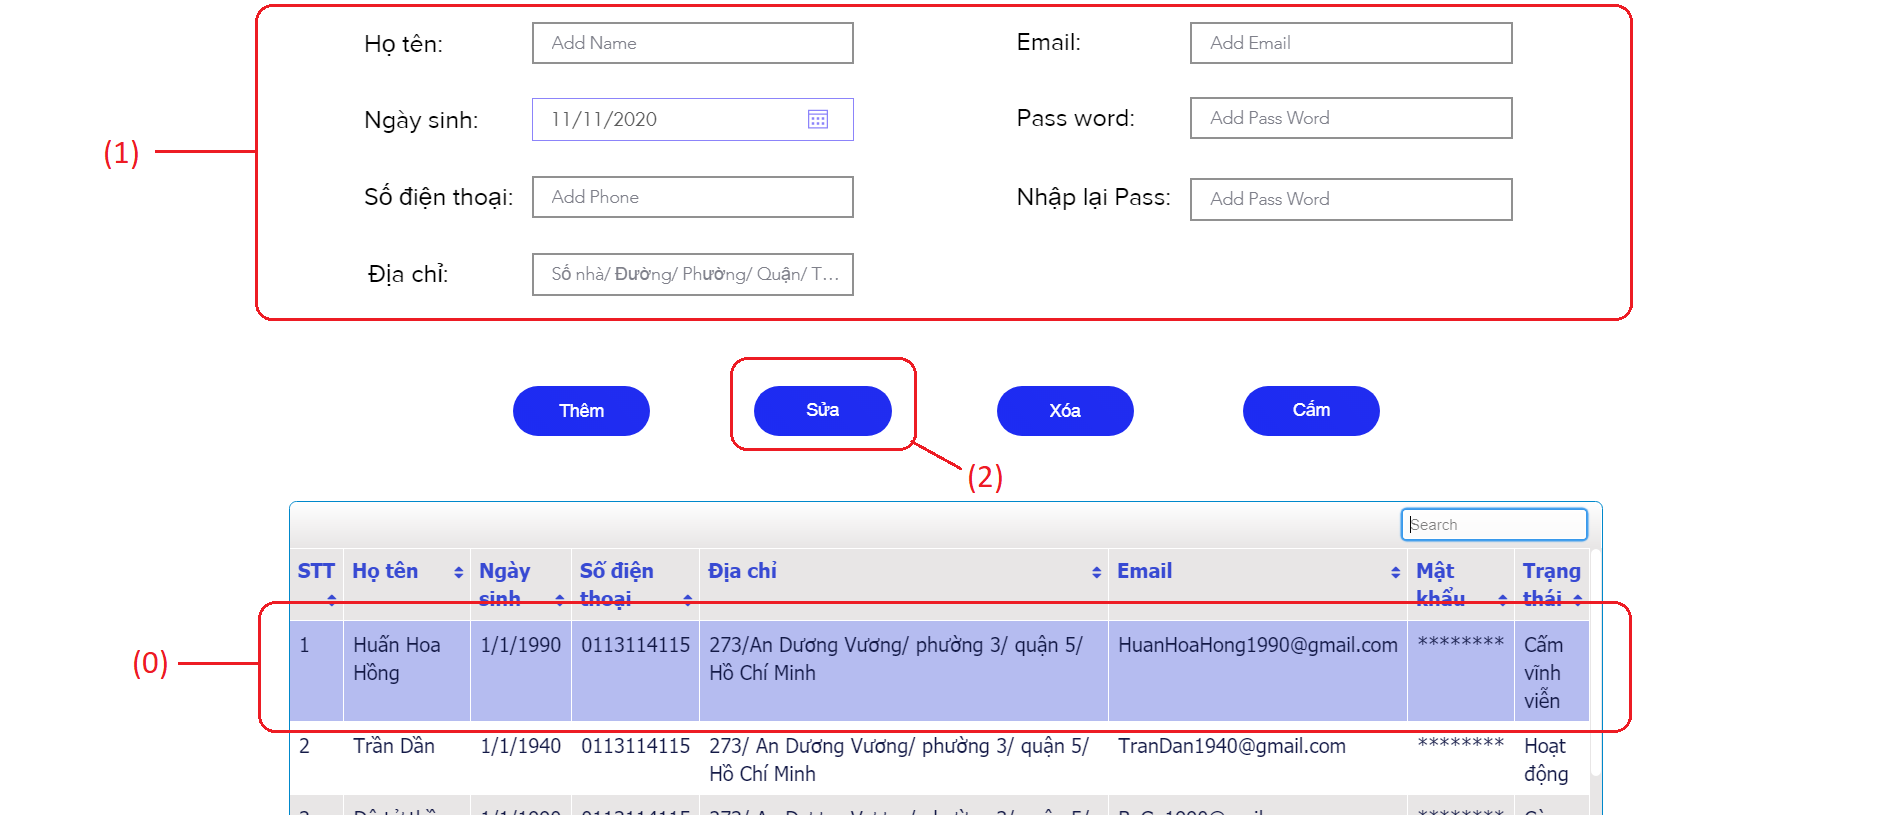 Họ tên: Add Name Email: Add Email
Ngày sinh: 11/11/2020 Pass word: Add Pass Word
(1)
Số điện thoại: Add Phone Nhập lại Pass: Add Pass Word
Địa chỉ: Số nhà/ Đường/ Phường/ Quận/ T...
Thêm Sửa Xóa Cấm
(2)
Search
STT Họ tên Ngày sinh Số điện thoại Địa chỉ Email Mật khẩu Trạng thái
(0)
1 Huấn Hoa Hồng 1/1/1990 0113114115 273/An Dương Vương/ phường 3/ quận 5/ Hồ Chí Minh HuanHoaHong1990@gmail.com ******** Cấm vĩnh viễn
2 Trần Dần 1/1/1940 0113114115 273/ An Dương Vương/ phường 3/ quận 5/ Hồ Chí Minh TranDan1940@gmail.com ******** Hoạt động